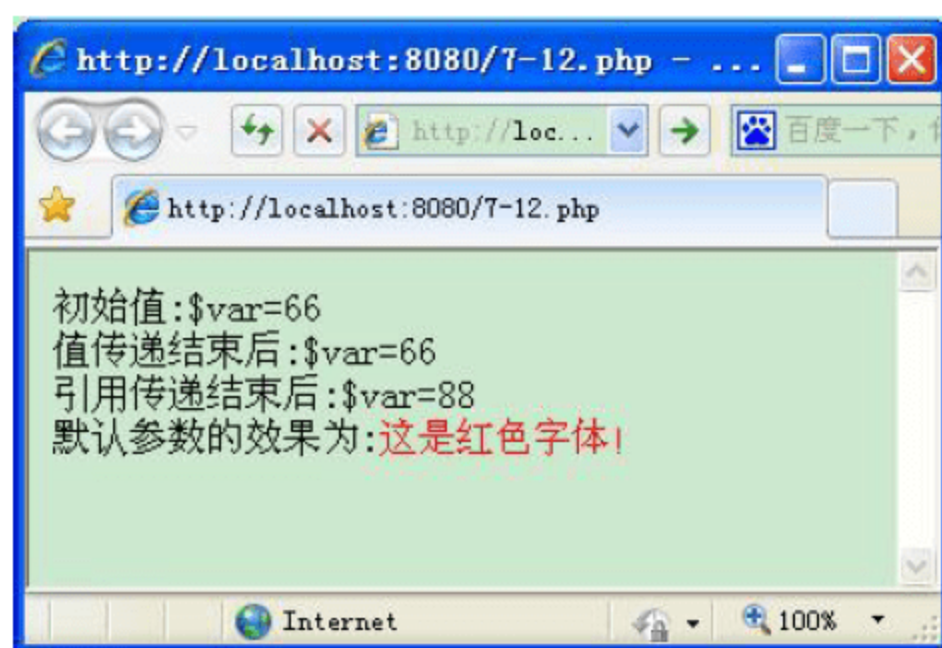 http://localhost:8080/7-12.php - ...
http://loc...
百度一下,
http://localhost:8080/7-12.php
初始值:$var=66
值传递结束后:$var=66
引用传递结束后:$var=88
默认参数的效果为:这是红色字体!
Internet
100%